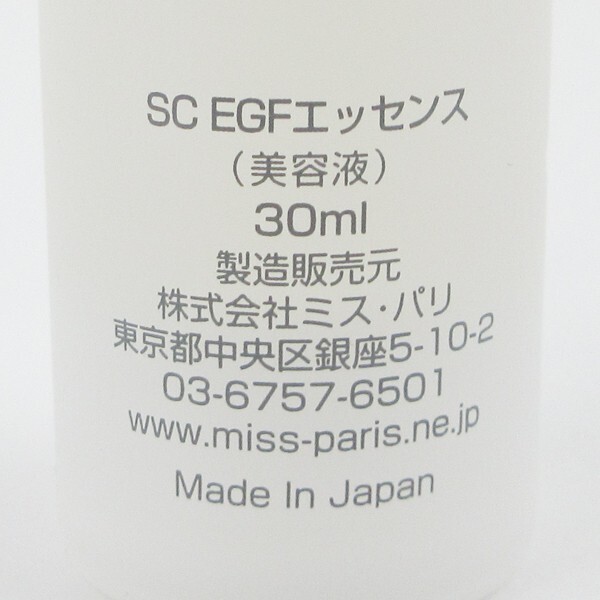 SC EGFエッセンス
（美容液）
30ml
製造販売元
株式会社ミス・パリ
東京都中央区銀座5-10-2
03-6757-6501
www.miss-paris.ne.jp
Made In Japan